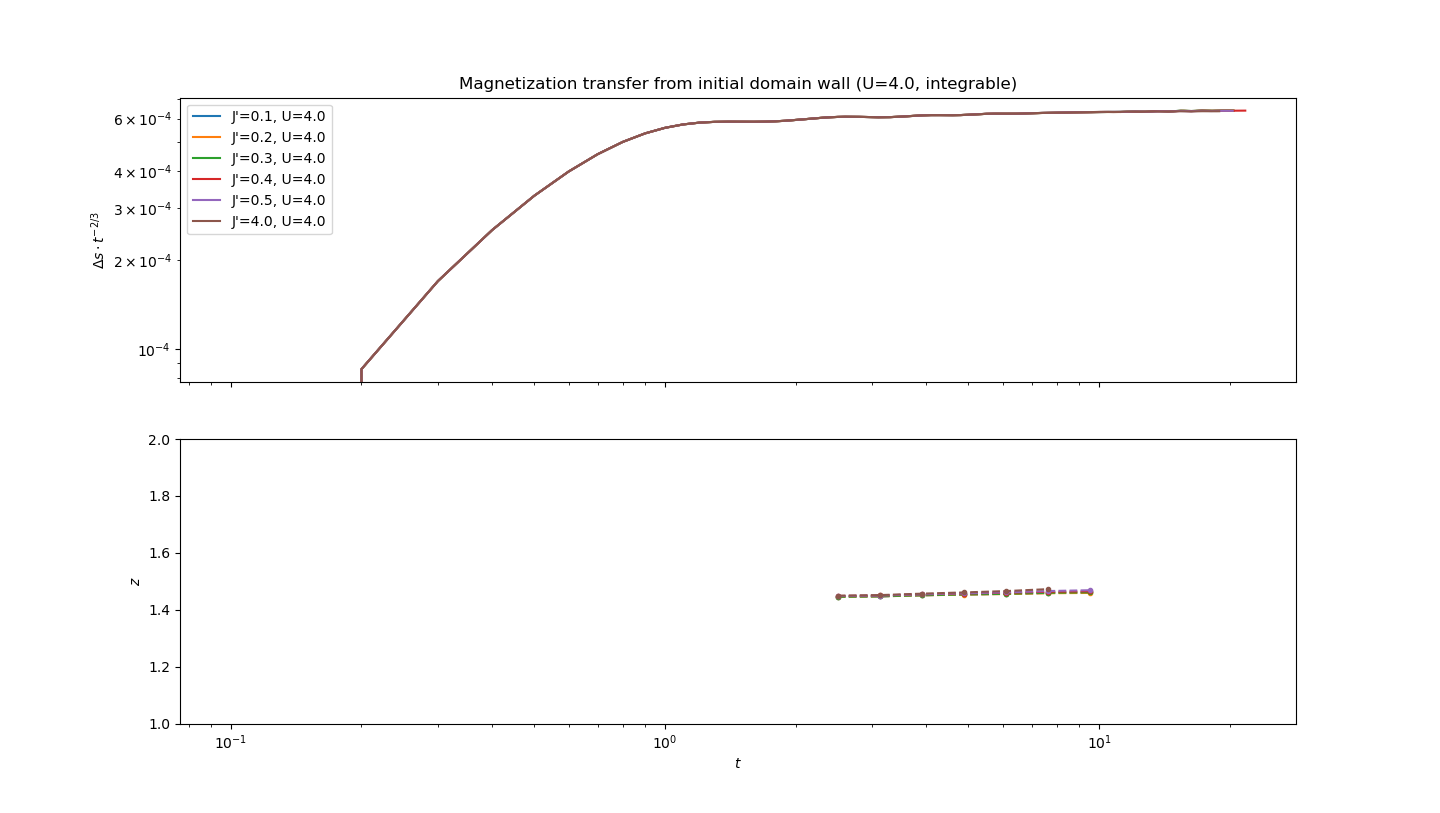 Magnetization transfer from initial domain wall (U=4.0, integrable)
6 × 10⁻⁴
4 × 10⁻⁴
3 × 10⁻⁴
2 × 10⁻⁴
10⁻⁴
Δs · t⁻²ᐟ³
J'=0.1, U=4.0
J'=0.2, U=4.0
J'=0.3, U=4.0
J'=0.4, U=4.0
J'=0.5, U=4.0
J'=4.0, U=4.0
2.0
1.8
1.6
1.4
1.2
1.0
z
10⁻¹
10⁰
10¹
t